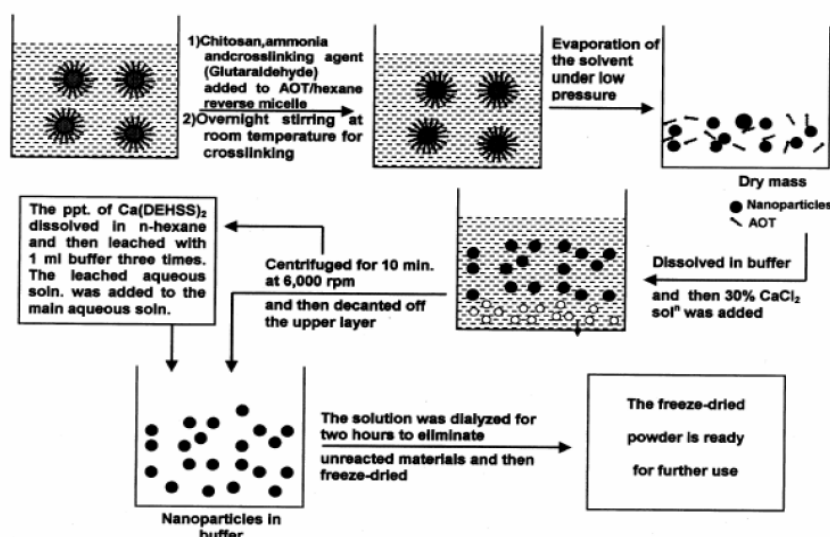 1)Chitosan,ammonia
andcrosslinking agent
(Glutaraldehyde)
added to AOT/hexane
reverse micelle
2)Overnight stirring at
room temperature for
crosslinking
Evaporation of
the solvent
under low
pressure
Dry mass
Nanoparticles
AOT
Dissolved in buffer
and then 30% CaCl2
solⁿ was added
Centrifuged for 10 min.
at 6,000 rpm
and then decanted off
the upper layer
The ppt. of Ca(DEHSS)2
dissolved in n-hexane
and then leached with
1 ml buffer three times.
The leached aqueous
soln. was added to the
main aqueous soln.
Nanoparticles in
buffer
The solution was dialyzed for
two hours to eliminate
unreacted materials and then
freeze-dried
The freeze-dried
powder is ready
for further use